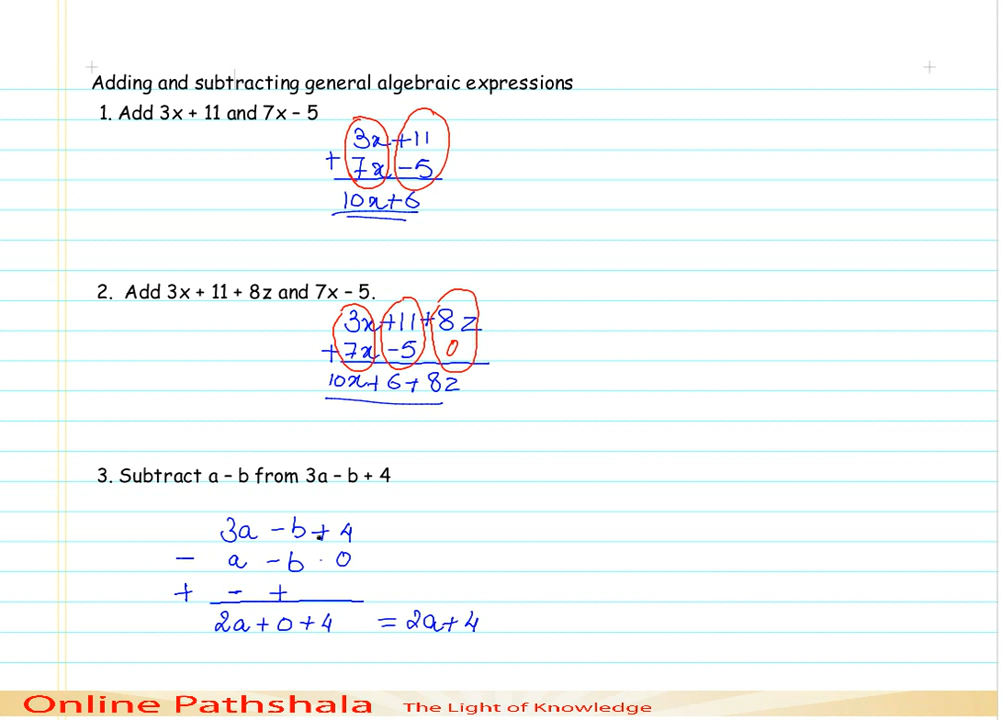 Adding and subtracting general algebraic expressions
1. Add 3x + 11 and 7x – 5
3x + 11
+ 7x – 5
10x + 6
2. Add 3x + 11 + 8z and 7x – 5.
3x + 11 + 8z
+ 7x – 5 0
10x + 6 + 8z
3. Subtract a – b from 3a – b + 4
3a – b + 4
– a – b 0
+ – +
2a + 0 + 4 = 2a + 4
Online Pathshala The Light of Knowledge